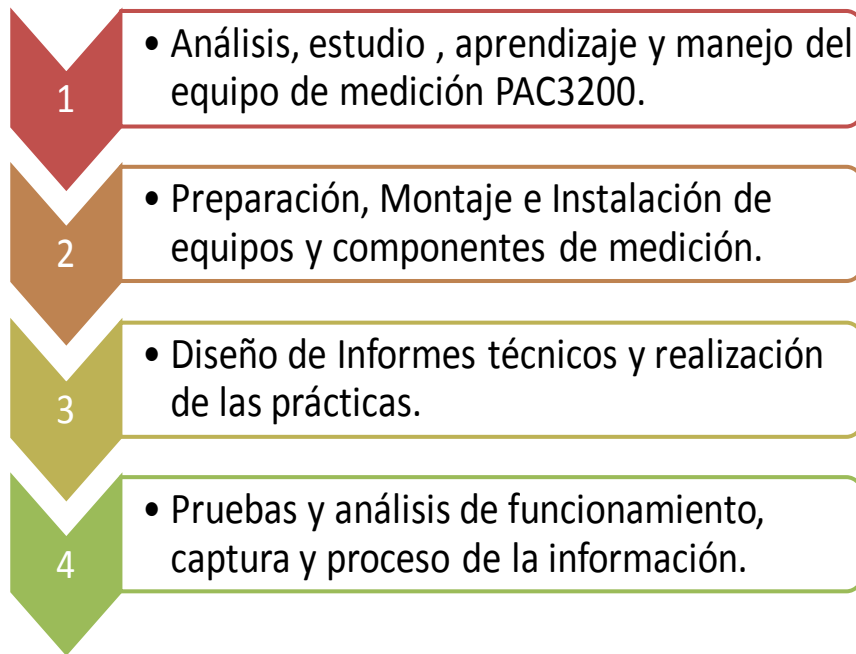 1
• Análisis, estudio , aprendizaje y manejo del
equipo de medición PAC3200.
2
• Preparación, Montaje e Instalación de
equipos y componentes de medición.
3
• Diseño de Informes técnicos y realización
de las prácticas.
4
• Pruebas y análisis de funcionamiento,
captura y proceso de la información.